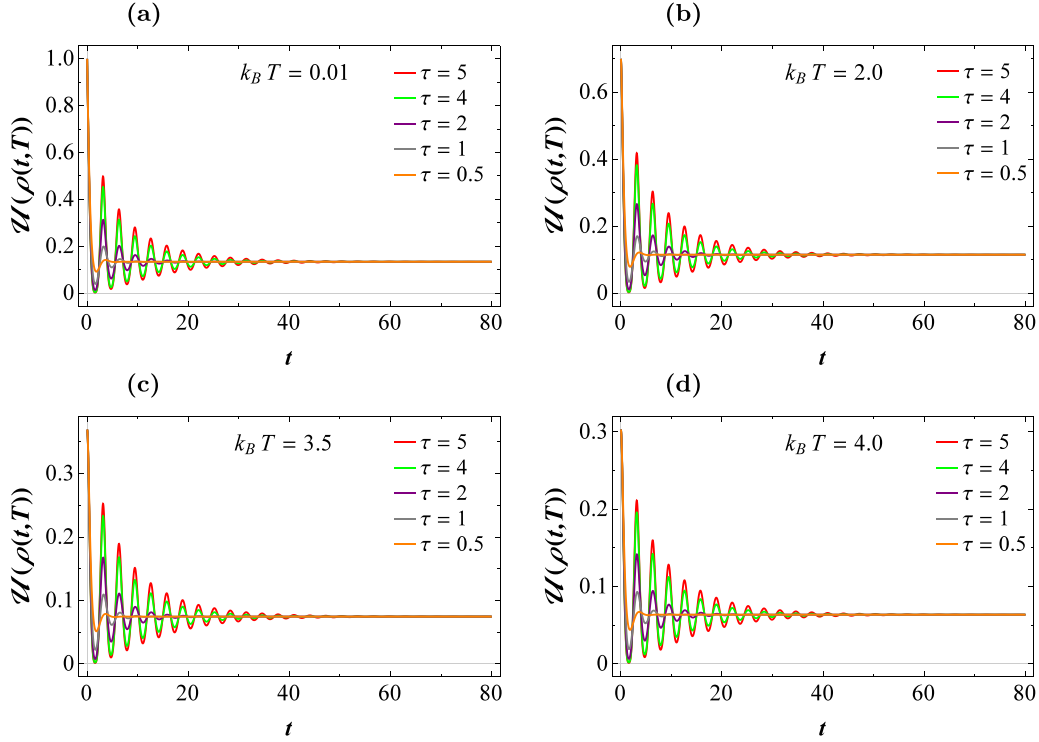 (a)
k_B T = 0.01
τ = 5
τ = 4
τ = 2
τ = 1
τ = 0.5
𝒰(ρ(t,T))
1.0
0.8
0.6
0.4
0.2
0
0 20 40 60 80
t
(b)
k_B T = 2.0
τ = 5
τ = 4
τ = 2
τ = 1
τ = 0.5
𝒰(ρ(t,T))
0.6
0.4
0.2
0
0 20 40 60 80
t
(c)
k_B T = 3.5
τ = 5
τ = 4
τ = 2
τ = 1
τ = 0.5
𝒰(ρ(t,T))
0.3
0.2
0.1
0
0 20 40 60 80
t
(d)
k_B T = 4.0
τ = 5
τ = 4
τ = 2
τ = 1
τ = 0.5
𝒰(ρ(t,T))
0.3
0.2
0.1
0
0 20 40 60 80
t